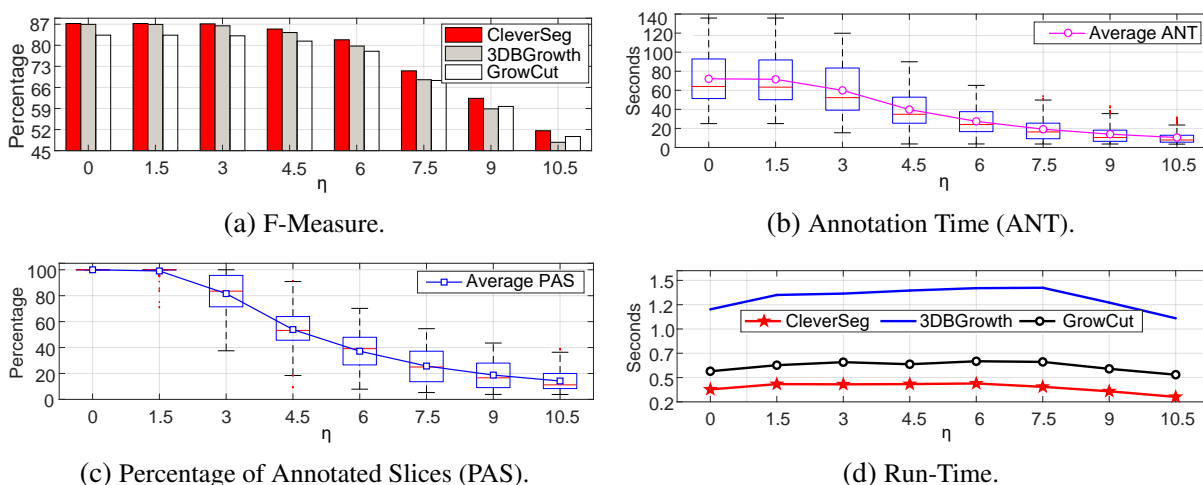 87
80
73
66
59
52
45
Percentage
CleverSeg
3DBGrowth
GrowCut
0 1.5 3 4.5 6 7.5 9 10.5
η
(a) F-Measure.
140
120
100
80
60
40
20
0
Seconds
Average ANT
0 1.5 3 4.5 6 7.5 9 10.5
η
(b) Annotation Time (ANT).
100
80
60
40
20
0
Percentage
Average PAS
0 1.5 3 4.5 6 7.5 9 10.5
η
(c) Percentage of Annotated Slices (PAS).
1.5
1.5
1.0
0.7
0.5
0.2
Seconds
CleverSeg 3DBGrowth GrowCut
0 1.5 3 4.5 6 7.5 9 10.5
η
(d) Run-Time.